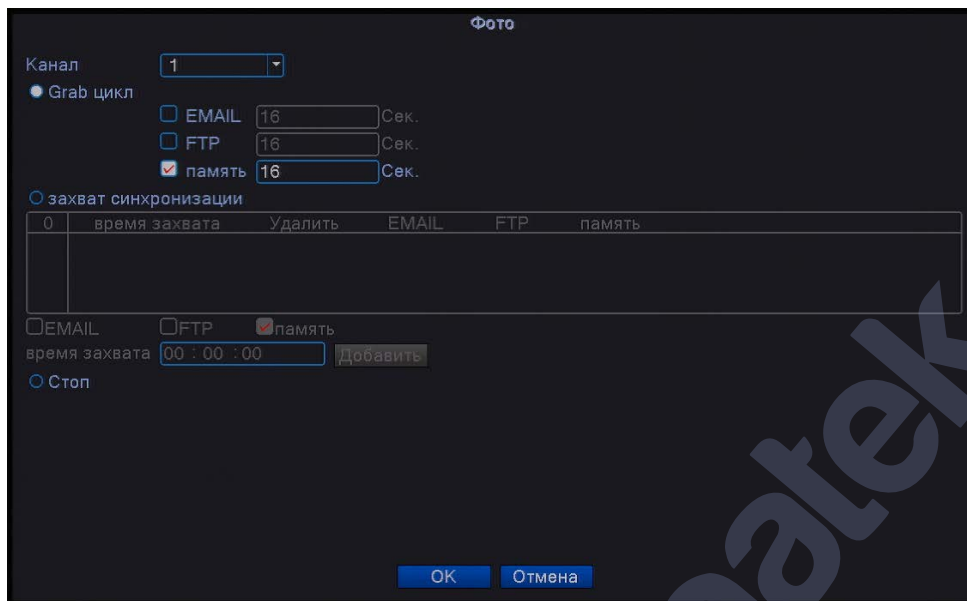 Фото
Канал 1
Grab цикл
EMAIL 16 Сек.
FTP 16 Сек.
память 16 Сек.
захват синхронизации
0 время захвата Удалить EMAIL FTP память
EMAIL FTP память
время захвата 00 : 00 : 00 Добавить
Стоп
OK Отмена